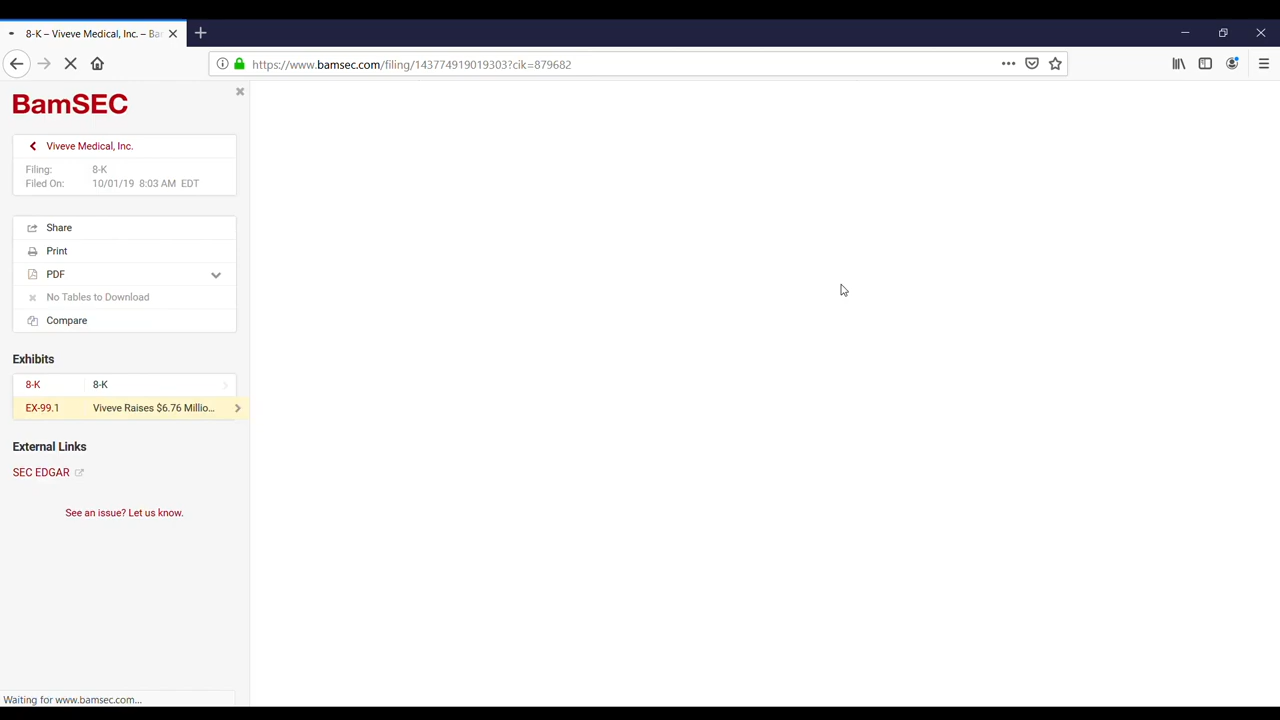 8-K – Viveve Medical, Inc. – Bar
https://www.bamsec.com/filing/143774919019303?cik=879682
BamSEC
Viveve Medical, Inc.
Filing: 8-K
Filed On: 10/01/19 8:03 AM EDT
Share
Print
PDF
No Tables to Download
Compare
Exhibits
8-K 8-K
EX-99.1 Viveve Raises $6.76 Millio...
External Links
SEC EDGAR
See an issue? Let us know.
Waiting for www.bamsec.com...